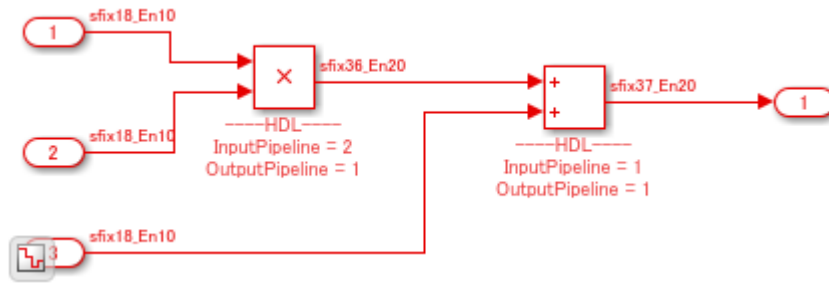 1
sfix18_En10
2
sfix18_En10
3
sfix18_En10
×
sfix36_En20
----HDL----
InputPipeline = 2
OutputPipeline = 1
+
+
sfix37_En20
----HDL----
InputPipeline = 1
OutputPipeline = 1
1